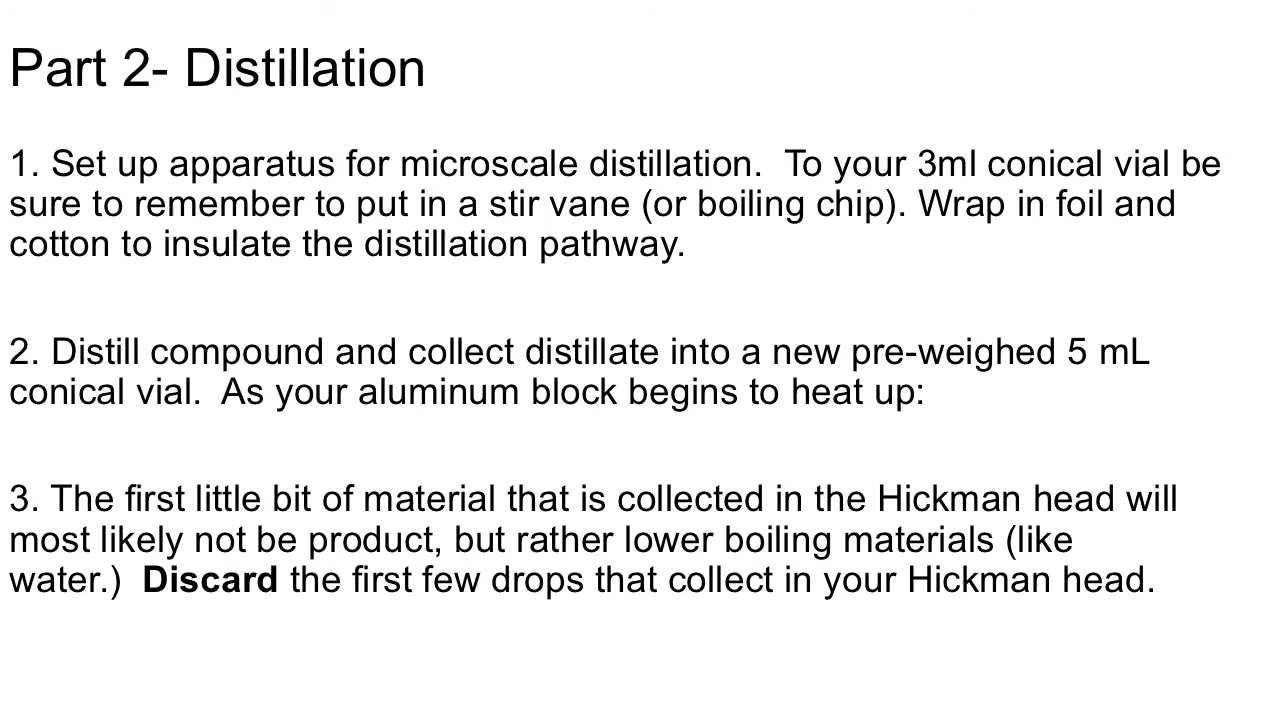 Part 2- Distillation
1. Set up apparatus for microscale distillation.  To your 3ml conical vial be
sure to remember to put in a stir vane (or boiling chip). Wrap in foil and
cotton to insulate the distillation pathway.
2. Distill compound and collect distillate into a new pre-weighed 5 mL
conical vial.  As your aluminum block begins to heat up:
3. The first little bit of material that is collected in the Hickman head will
most likely not be product, but rather lower boiling materials (like
water.)  Discard the first few drops that collect in your Hickman head.